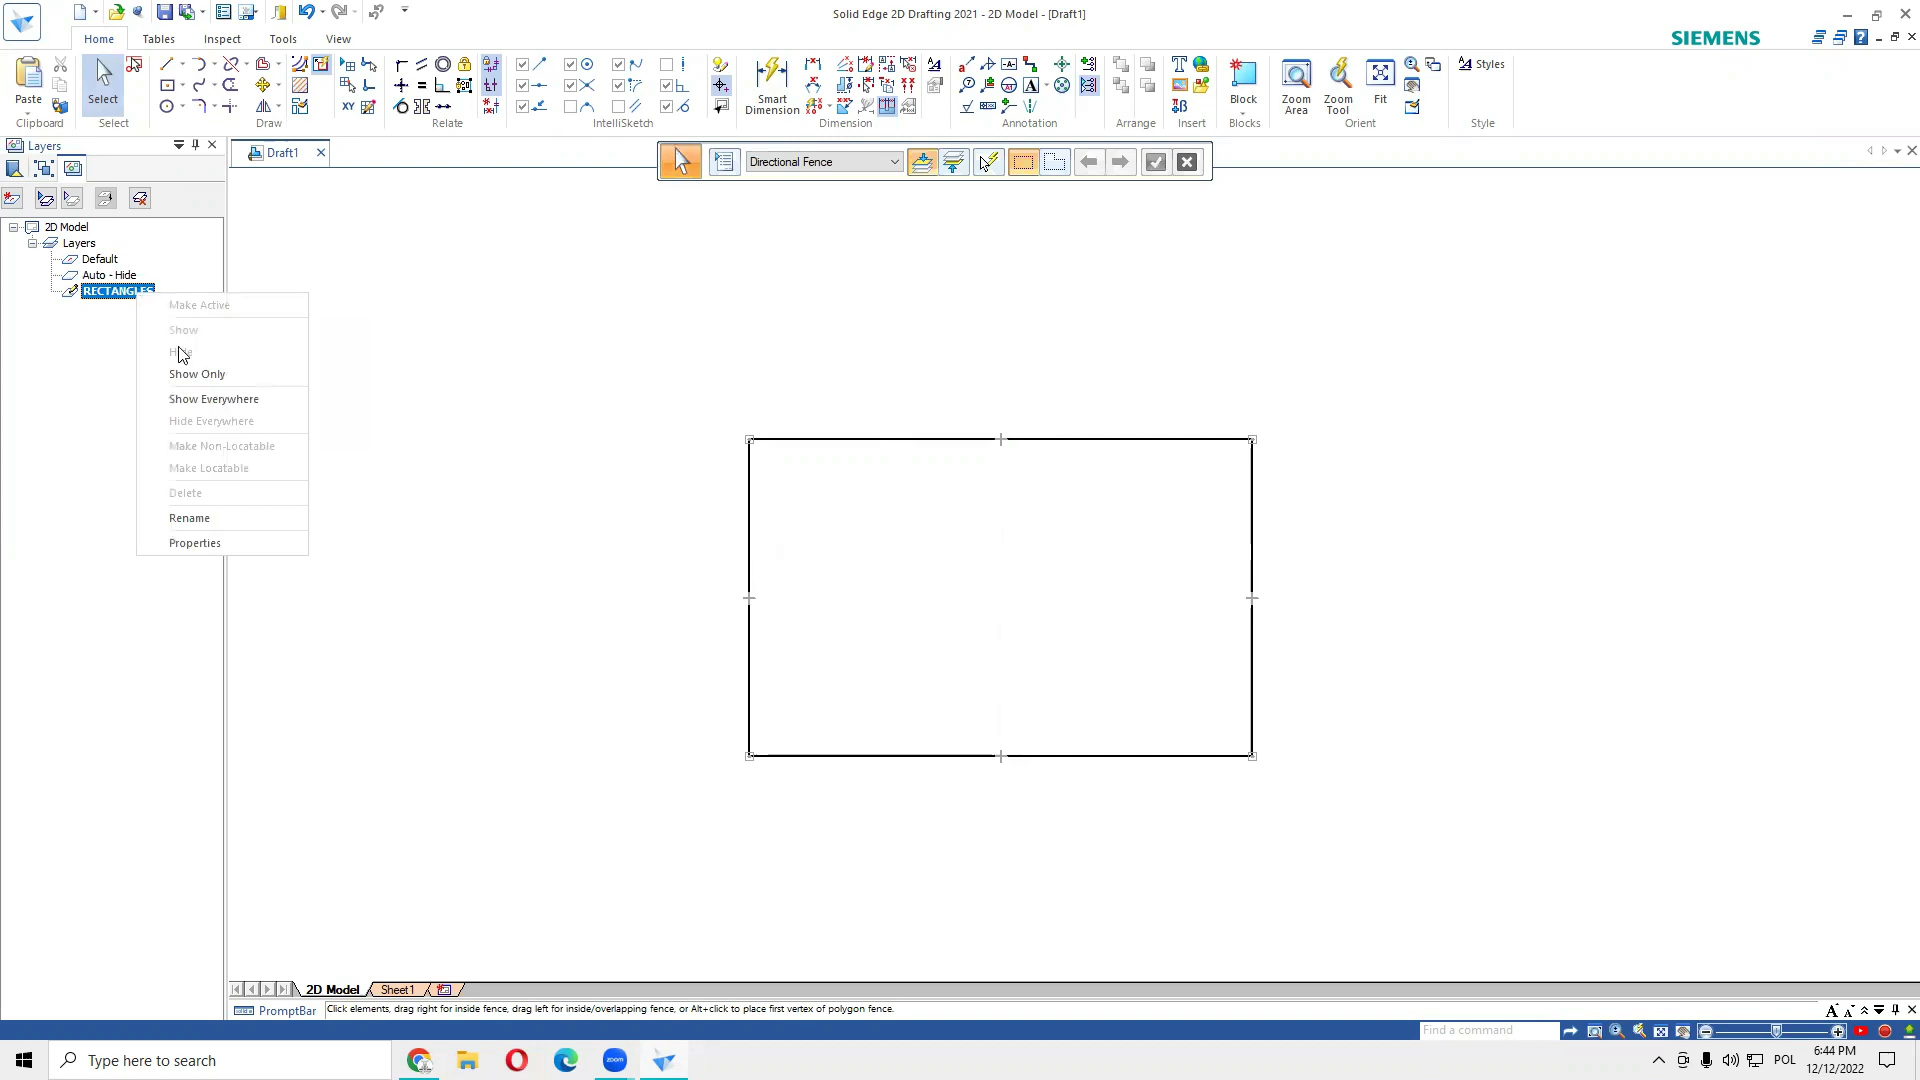 Solid Edge 2D Drafting 2021 - 2D Model - [Draft1]
Home Tables Inspect Tools View
SIEMENS
Paste
Select
Smart Dimension
Block
Zoom Area
Zoom Tool
Fit
Styles
Clipboard Select Draw Relate IntelliSketch Dimension Annotation Arrange Insert Blocks Orient Style
Layers
Draft1
Directional Fence
2D Model
Layers
Default
Auto - Hide
RECTANGLES
Make Active
Show
Hide
Show Only
Show Everywhere
Hide Everywhere
Make Non-Locatable
Make Locatable
Delete
Rename
Properties
2D Model Sheet1
PromptBar Click elements, drag right for inside fence, drag left for inside/overlapping fence, or Alt+click to place first vertex of polygon fence.
Find a command
Type here to search
zoom
POL
6:44 PM
12/12/2022